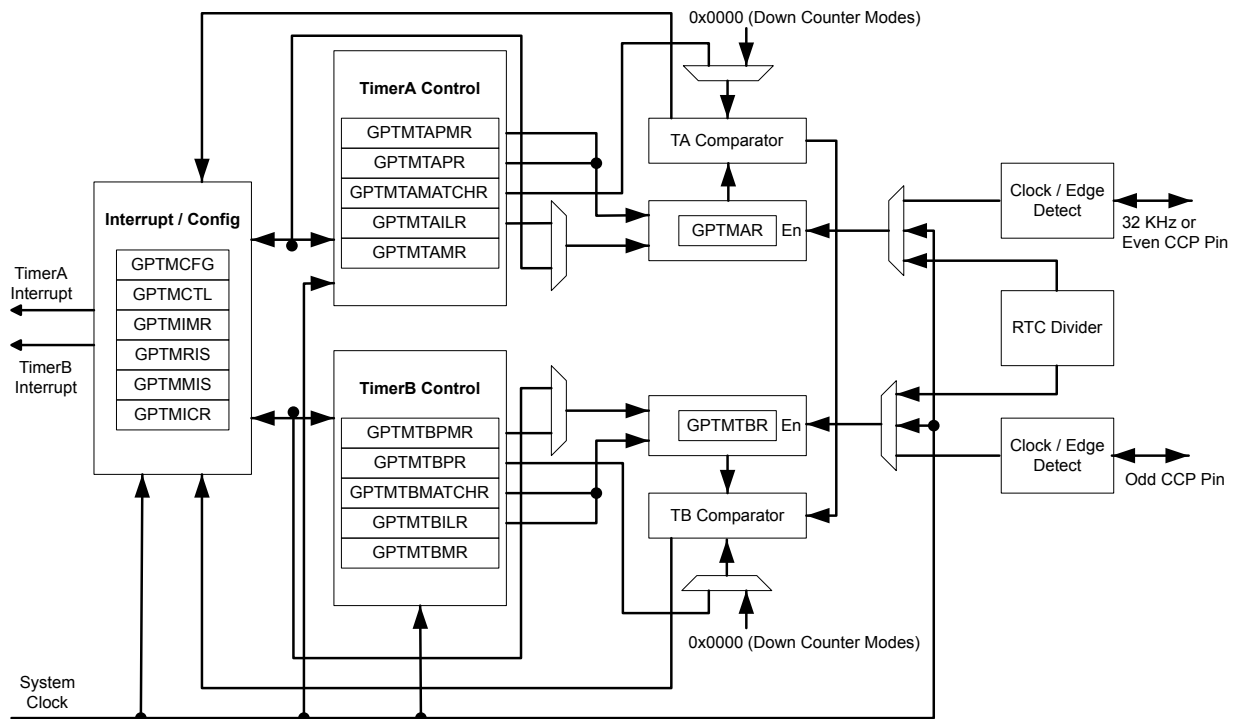 0x0000 (Down Counter Modes)
TimerA Control
GPTMTAPMR
GPTMTAPR
GPTMTAMATCHR
GPTMTAILR
GPTMTAMR
TA Comparator
GPTMAR
En
Clock / Edge
Detect
32 KHz or
Even CCP Pin
Interrupt / Config
GPTMCFG
GPTMCTL
GPTMIMR
GPTMRIS
GPTMMIS
GPTMICR
TimerA
Interrupt
TimerB
Interrupt
RTC Divider
TimerB Control
GPTMTBPMR
GPTMTBPR
GPTMTBMATCHR
GPTMTBILR
GPTMTBMR
GPTMTBR
En
TB Comparator
Clock / Edge
Detect
Odd CCP Pin
0x0000 (Down Counter Modes)
System
Clock